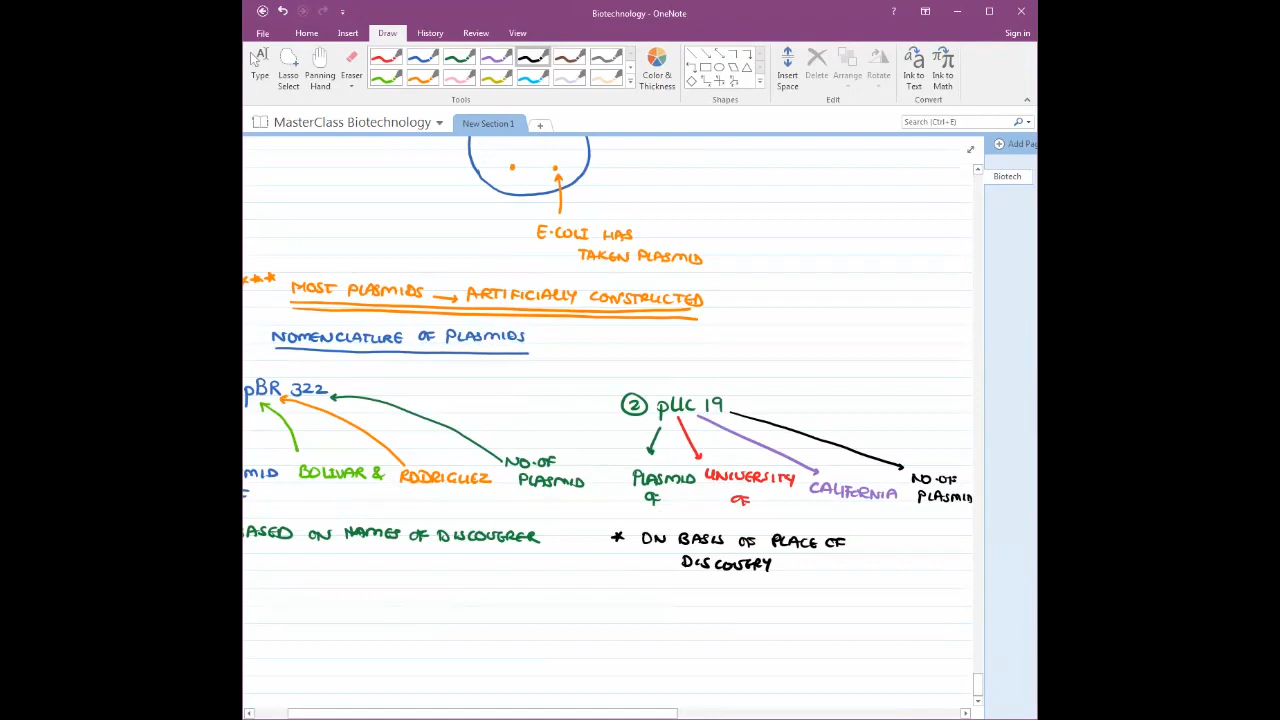 Biotechnology - OneNote
?
File Home Insert Draw History Review View Sign in
Type
Lasso Select
Panning Hand
Eraser
Color & Thickness
Insert Space
Delete
Arrange
Rotate
Ink to Text
Ink to Math
Tools Shapes Edit Convert
MasterClass Biotechnology
New Section 1
Search (Ctrl+E)
Add Pag
Biotech
E.COLI HAS
TAKEN PLASMID
*** MOST PLASMIDS → ARTIFICIALLY CONSTRUCTED
NOMENCLATURE OF PLASMIDS
pBR 322
MID
BOLIVAR &
RODRIGUEZ
NO.OF
PLASMID
ASED ON NAMES OF DISCOVERER
② pUC 19
PLASMID
OF
UNIVERSITY
OF
CALIFORNIA
NO.OF
PLASMID
* ON BASIS OF PLACE OF
DISCOVERY